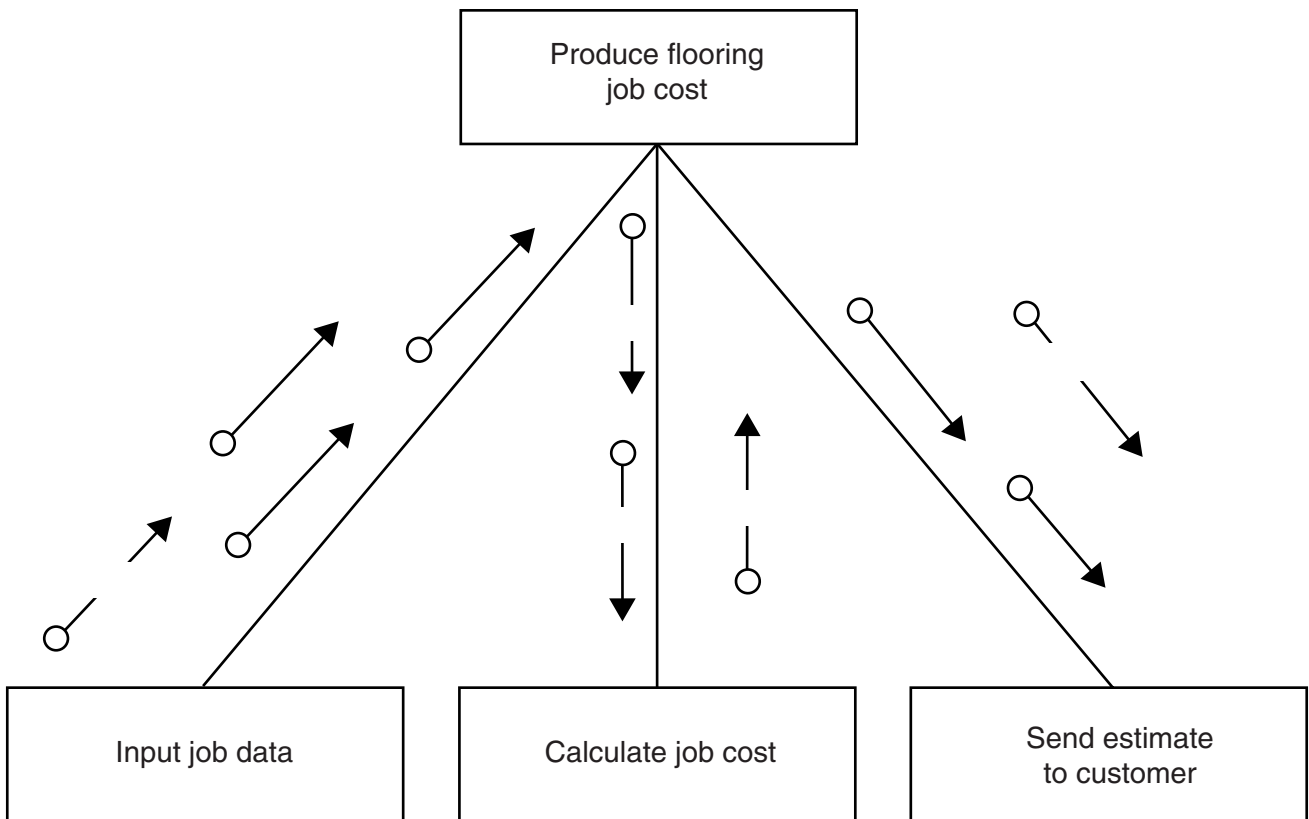 Produce flooring
job cost
Input job data
Calculate job cost
Send estimate
to customer